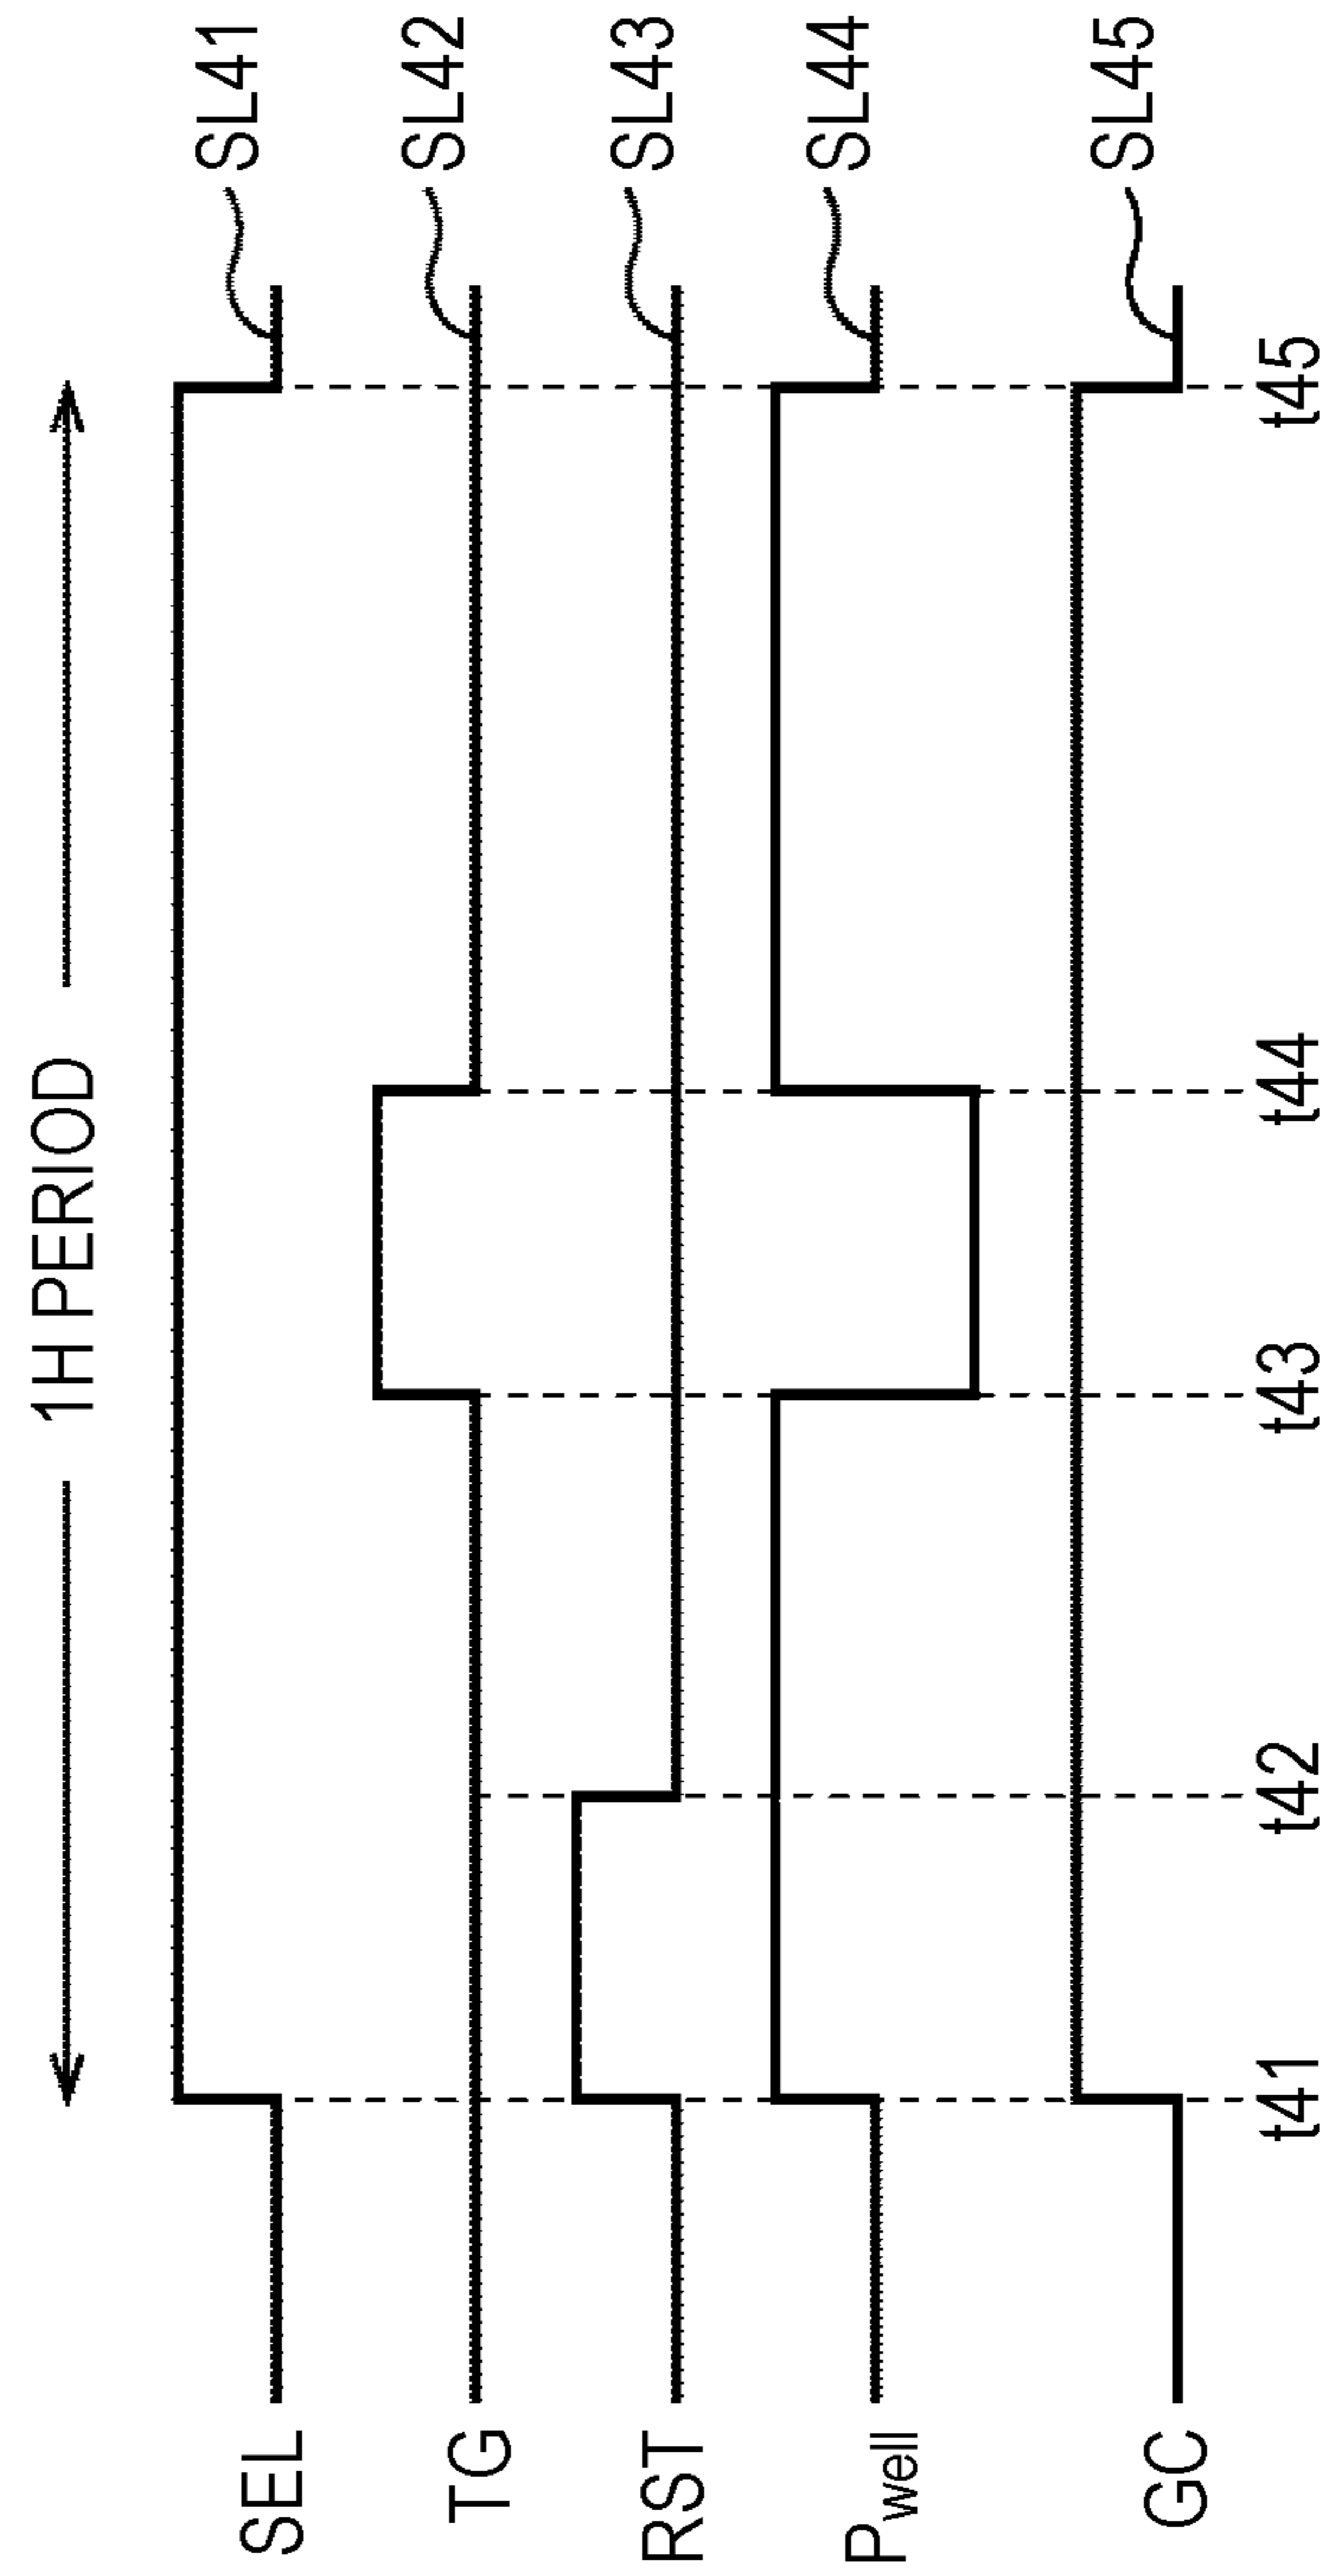 1H PERIOD
SEL SL41
TG SL42
RST SL43
Pwell SL44
GC SL45
t41 t42 t43 t44 t45